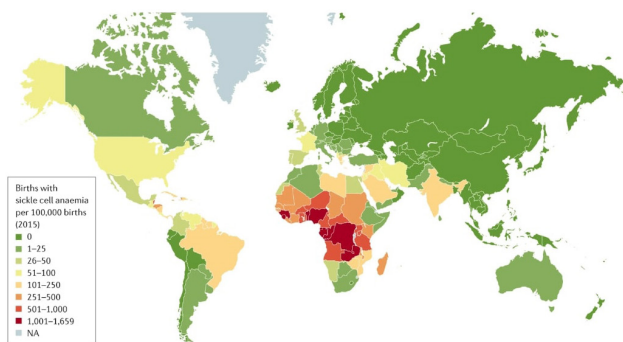 Births with
sickle cell anaemia
per 100,000 births
(2015)
0
1–25
26–50
51–100
101–250
251–500
501–1,000
1,001–1,659
NA